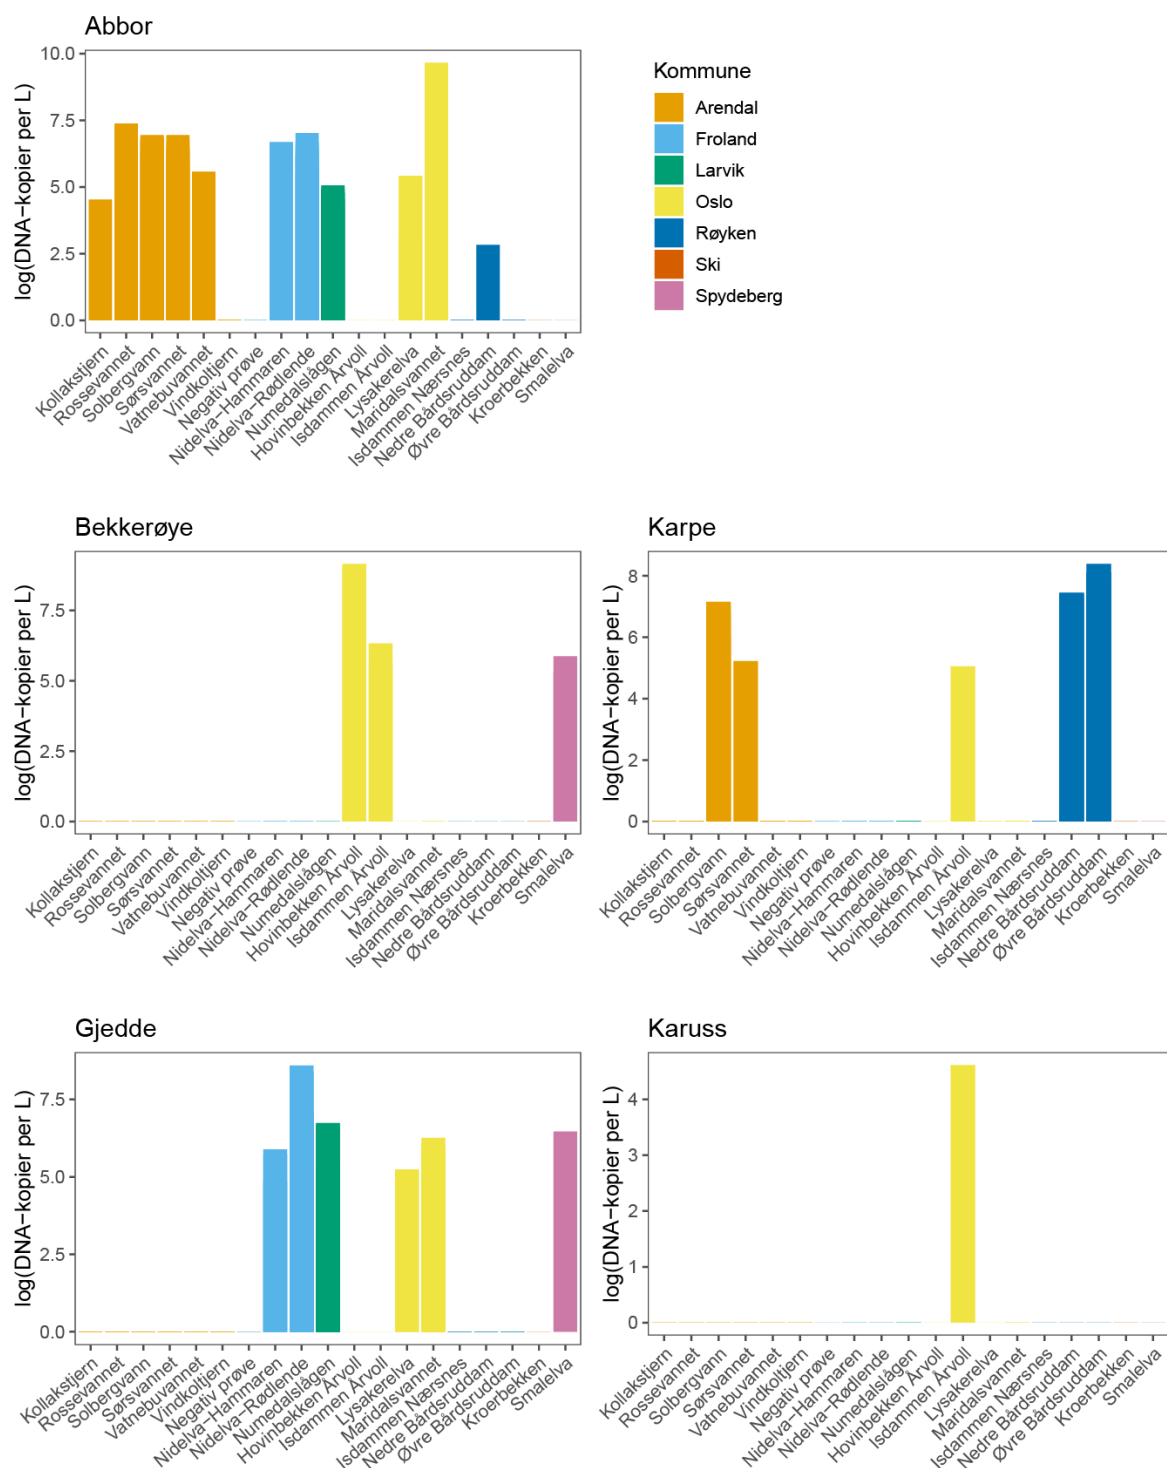 Abbor
log(DNA−kopier per L)
10.0
7.5
5.0
2.5
0.0
Kollakstjern
Rossevannet
Solbergvann
Sørsvannet
Vatnebuvannet
Vindkoltjern
Negativ prøve
Nidelva−Hammaren
Nidelva−Rødlende
Numedalslågen
Hovinbekken Årvoll
Isdammen Årvoll
Lysakerelva
Maridalsvannet
Isdammen Nærsnes
Nedre Bårdsruddam
Øvre Bårdsruddam
Kroerbekken
Smalelva
Kommune
Arendal
Froland
Larvik
Oslo
Røyken
Ski
Spydeberg
Bekkerøye
log(DNA−kopier per L)
7.5
5.0
2.5
0.0
Kollakstjern
Rossevannet
Solbergvann
Sørsvannet
Vatnebuvannet
Vindkoltjern
Negativ prøve
Nidelva−Hammaren
Nidelva−Rødlende
Numedalslågen
Hovinbekken Årvoll
Isdammen Årvoll
Lysakerelva
Maridalsvannet
Isdammen Nærsnes
Nedre Bårdsruddam
Øvre Bårdsruddam
Kroerbekken
Smalelva
Karpe
log(DNA−kopier per L)
8
6
4
2
0
Kollakstjern
Rossevannet
Solbergvann
Sørsvannet
Vatnebuvannet
Vindkoltjern
Negativ prøve
Nidelva−Hammaren
Nidelva−Rødlende
Numedalslågen
Hovinbekken Årvoll
Isdammen Årvoll
Lysakerelva
Maridalsvannet
Isdammen Nærsnes
Nedre Bårdsruddam
Øvre Bårdsruddam
Kroerbekken
Smalelva
Gjedde
log(DNA−kopier per L)
7.5
5.0
2.5
0.0
Kollakstjern
Rossevannet
Solbergvann
Sørsvannet
Vatnebuvannet
Vindkoltjern
Negativ prøve
Nidelva−Hammaren
Nidelva−Rødlende
Numedalslågen
Hovinbekken Årvoll
Isdammen Årvoll
Lysakerelva
Maridalsvannet
Isdammen Nærsnes
Nedre Bårdsruddam
Øvre Bårdsruddam
Kroerbekken
Smalelva
Karuss
log(DNA−kopier per L)
4
3
2
1
0
Kollakstjern
Rossevannet
Solbergvann
Sørsvannet
Vatnebuvannet
Vindkoltjern
Negativ prøve
Nidelva−Hammaren
Nidelva−Rødlende
Numedalslågen
Hovinbekken Årvoll
Isdammen Årvoll
Lysakerelva
Maridalsvannet
Isdammen Nærsnes
Nedre Bårdsruddam
Øvre Bårdsruddam
Kroerbekken
Smalelva